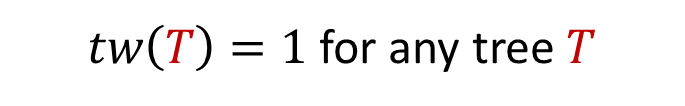 tw(T) = 1 for any tree T